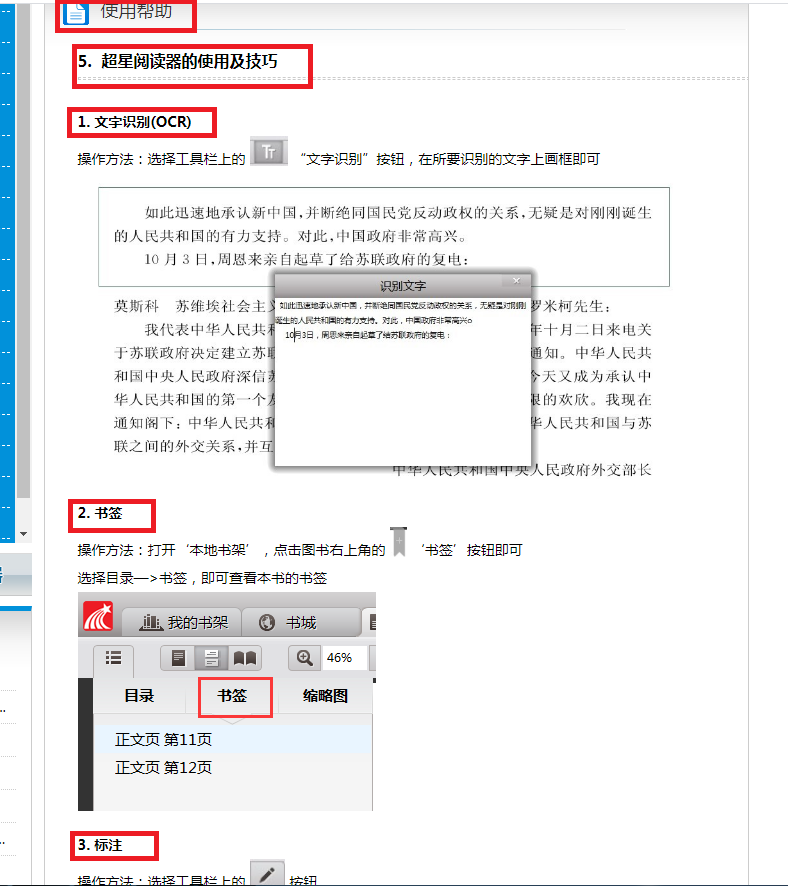 使用帮助
5. 超星阅读器的使用及技巧
1. 文字识别(OCR)
操作方法：选择工具栏上的 “文字识别”按钮，在所要识别的文字上画框即可
如此迅速地承认新中国，并断绝同国民党反动政权的关系，无疑是对刚刚诞生
的人民共和国的有力支持。对此，中国政府非常高兴。
10 月 3 日，周恩来亲自起草了给苏联政府的复电：
识别文字
如此迅速地承认新中国，并断绝同国民党反动政权的关系，无疑是对刚刚
诞生的人民共和国的有力支持。对此，中国政府非常高兴o
10月3日，周恩来亲自起草了给苏联政府的复电：
莫斯科 苏维埃社会主 罗米柯先生：
我代表中华人民共和 年十月二日来电关
于苏联政府决定建立苏联 通知。中华人民共
和国中央人民政府深信苏 今天又成为承认中
华人民共和国的第一个友 限的欢欣。我现在
通知阁下：中华人民共和 华人民共和国与苏
联之间的外交关系，并互
中华人民共和国中央人民政府外交部长
2. 书签
操作方法：打开‘本地书架’，点击图书右上角的 ‘书签’按钮即可
选择目录—>书签，即可查看本书的书签
我的书架 书城
46%
目录 书签 缩略图
正文页 第11页
正文页 第12页
3. 标注
操作方法：选择工具栏上的 按钮